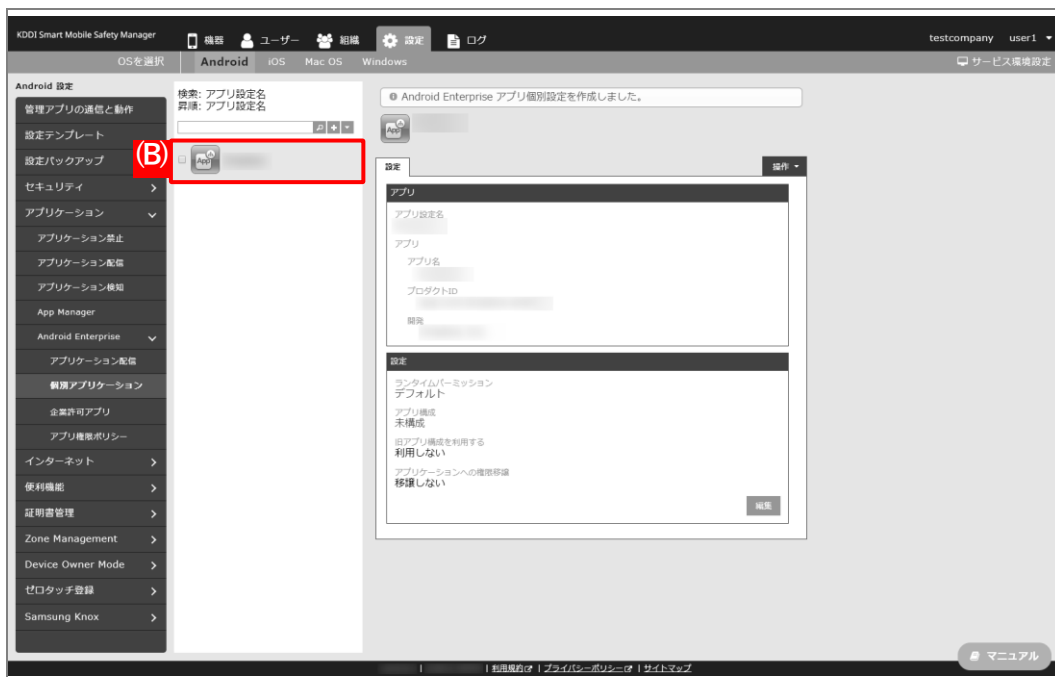 KDDI Smart Mobile Safety Manager
機器
ユーザー
組織
設定
ログ
testcompany user1
OSを選択
Android iOS Mac OS Windows
サービス環境設定
Android 設定
管理アプリの通信と動作
設定テンプレート
設定バックアップ
セキュリティ
アプリケーション
アプリケーション禁止
アプリケーション配信
アプリケーション検知
App Manager
Android Enterprise
アプリケーション配信
個別アプリケーション
企業許可アプリ
アプリ権限ポリシー
インターネット
便利機能
証明書管理
Zone Management
Device Owner Mode
ゼロタッチ登録
Samsung Knox
検索: アプリ設定名
昇順: アプリ設定名
(B)
App
Android Enterprise アプリ個別設定を作成しました。
App
設定
操作
アプリ
アプリ設定名
アプリ
アプリ名
プロダクトID
開発
設定
ランタイムパーミッション
デフォルト
アプリ構成
未構成
旧アプリ構成を利用する
利用しない
アプリケーションへの権限移譲
移譲しない
編集
マニュアル
| | 利用規約 | プライバシーポリシー | サイトマップ